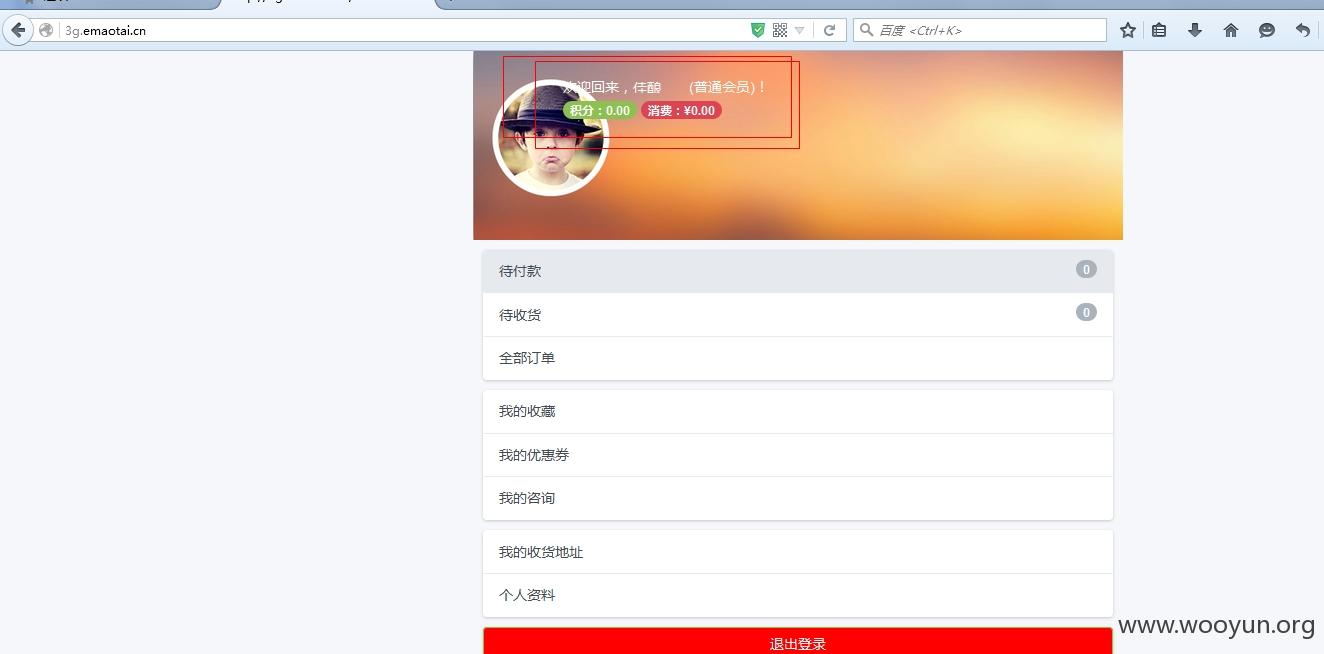 3g.emaotai.cn
百度 <Ctrl+K>
欢迎回来，佳酿 (普通会员)！
积分：0.00 消费：¥0.00
待付款 0
待收货 0
全部订单
我的收藏
我的优惠券
我的咨询
我的收货地址
个人资料
www.wooyun.org
退出登录